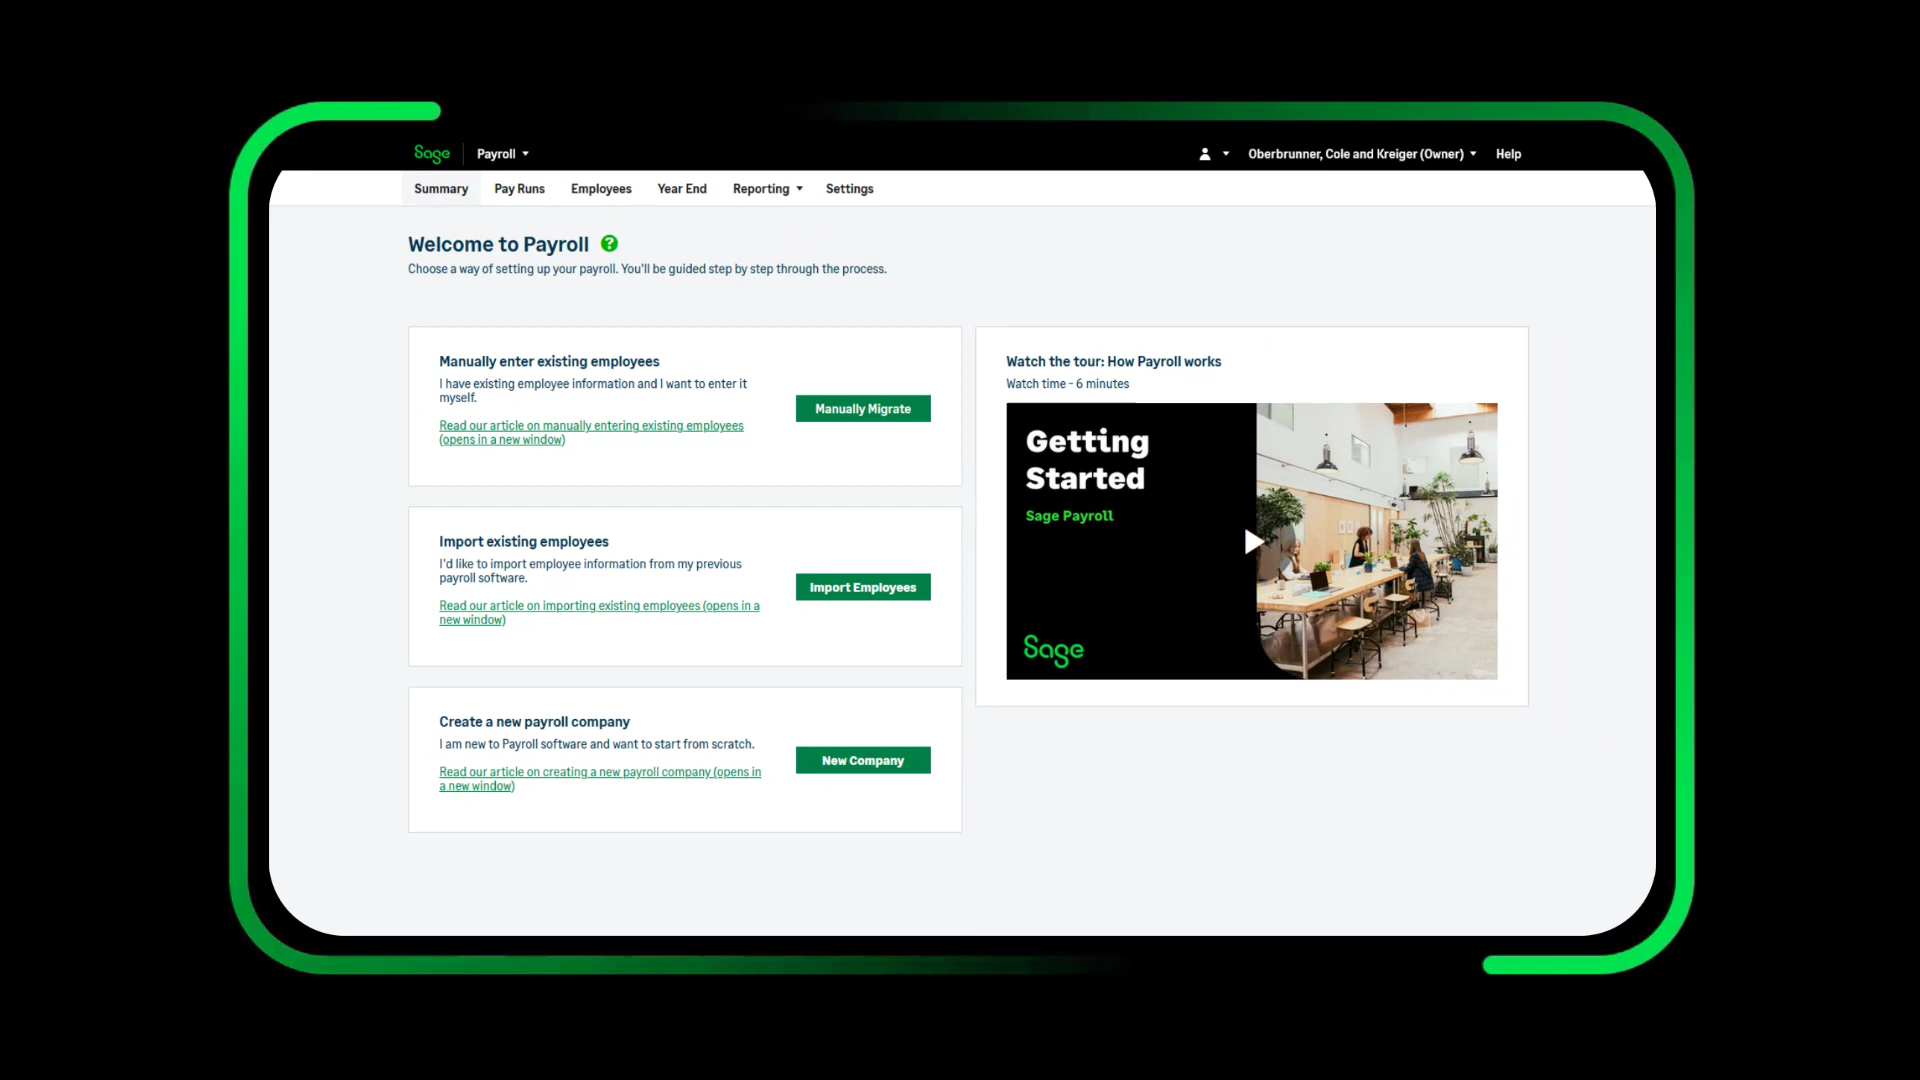 Sage Payroll Oberbrunner, Cole and Kreiger (Owner) Help
Summary Pay Runs Employees Year End Reporting Settings
Welcome to Payroll ?
Choose a way of setting up your payroll. You'll be guided step by step through the process.
Manually enter existing employees
I have existing employee information and I want to enter it
myself.
Read our article on manually entering existing employees
(opens in a new window)
Manually Migrate
Import existing employees
I'd like to import employee information from my previous
payroll software.
Read our article on importing existing employees (opens in a
new window)
Import Employees
Create a new payroll company
I am new to Payroll software and want to start from scratch.
Read our article on creating a new payroll company (opens in
a new window)
New Company
Watch the tour: How Payroll works
Watch time - 6 minutes
Getting
Started
Sage Payroll
Sage